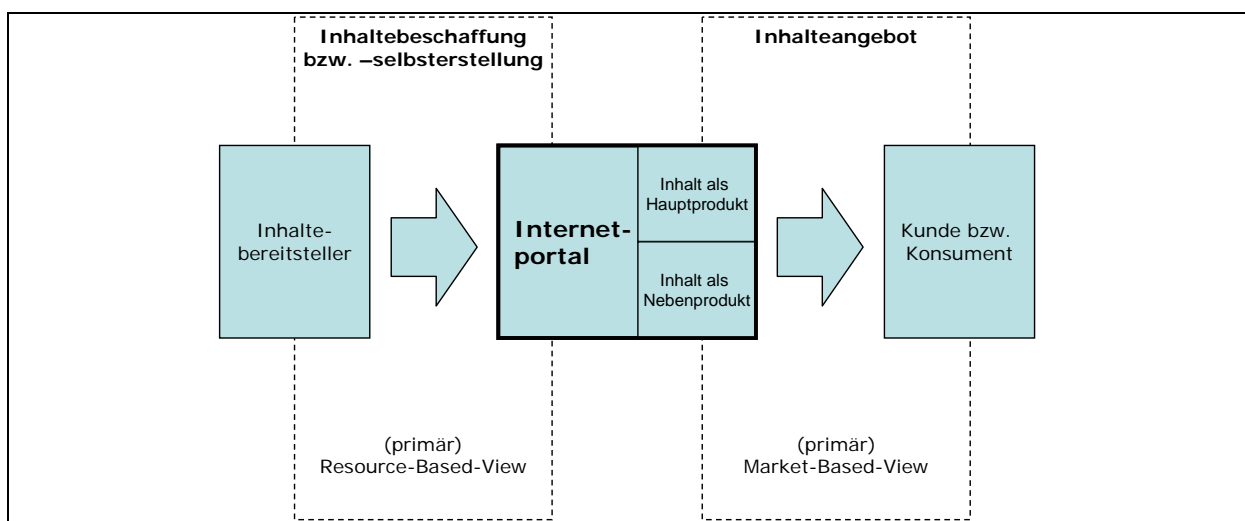 Inhaltebeschaffung
bzw. –selbsterstellung
Inhalteangebot
Inhalte-
bereitsteller
Internet-
portal
Inhalt als
Hauptprodukt
Inhalt als
Nebenprodukt
Kunde bzw.
Konsument
(primär)
Resource-Based-View
(primär)
Market-Based-View